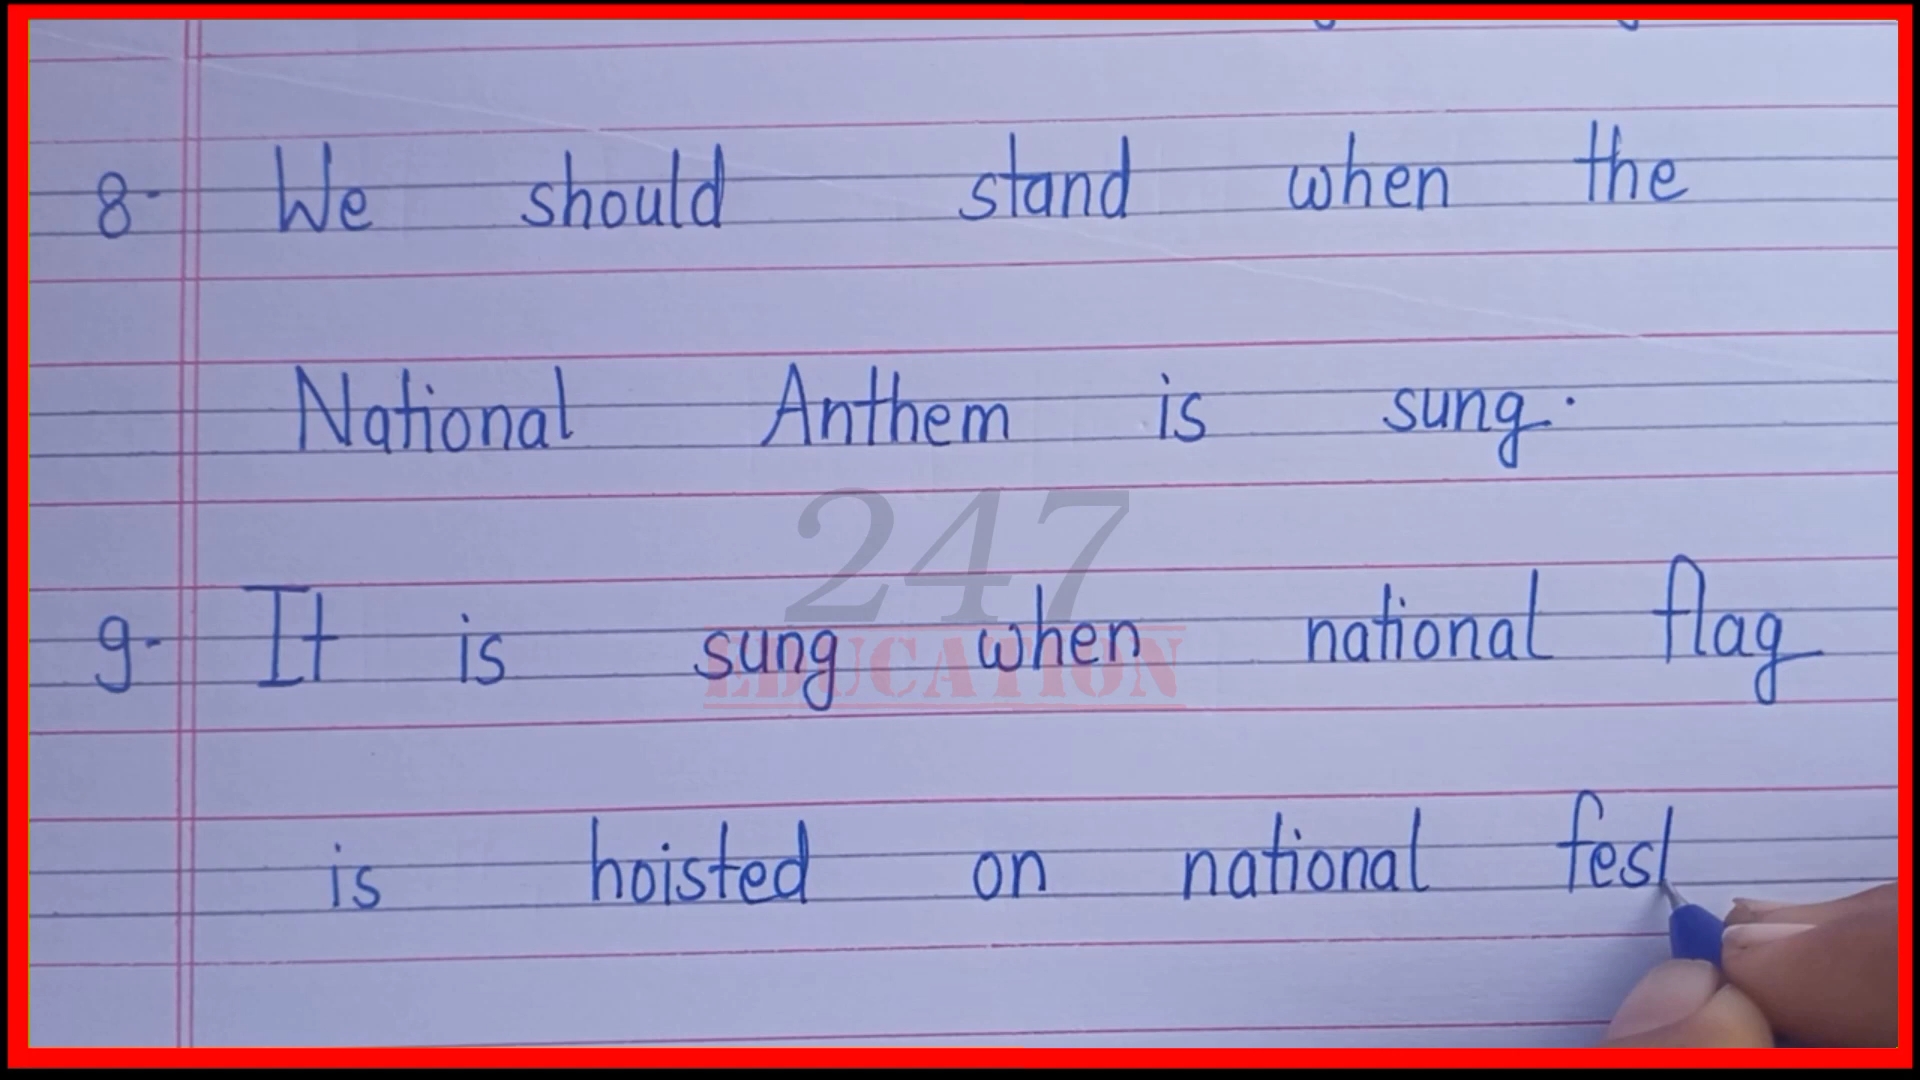 8- We should stand when the
National Anthem is sung.
247
EDUCATION
9- It is sung when national flag
is hoisted on national fest